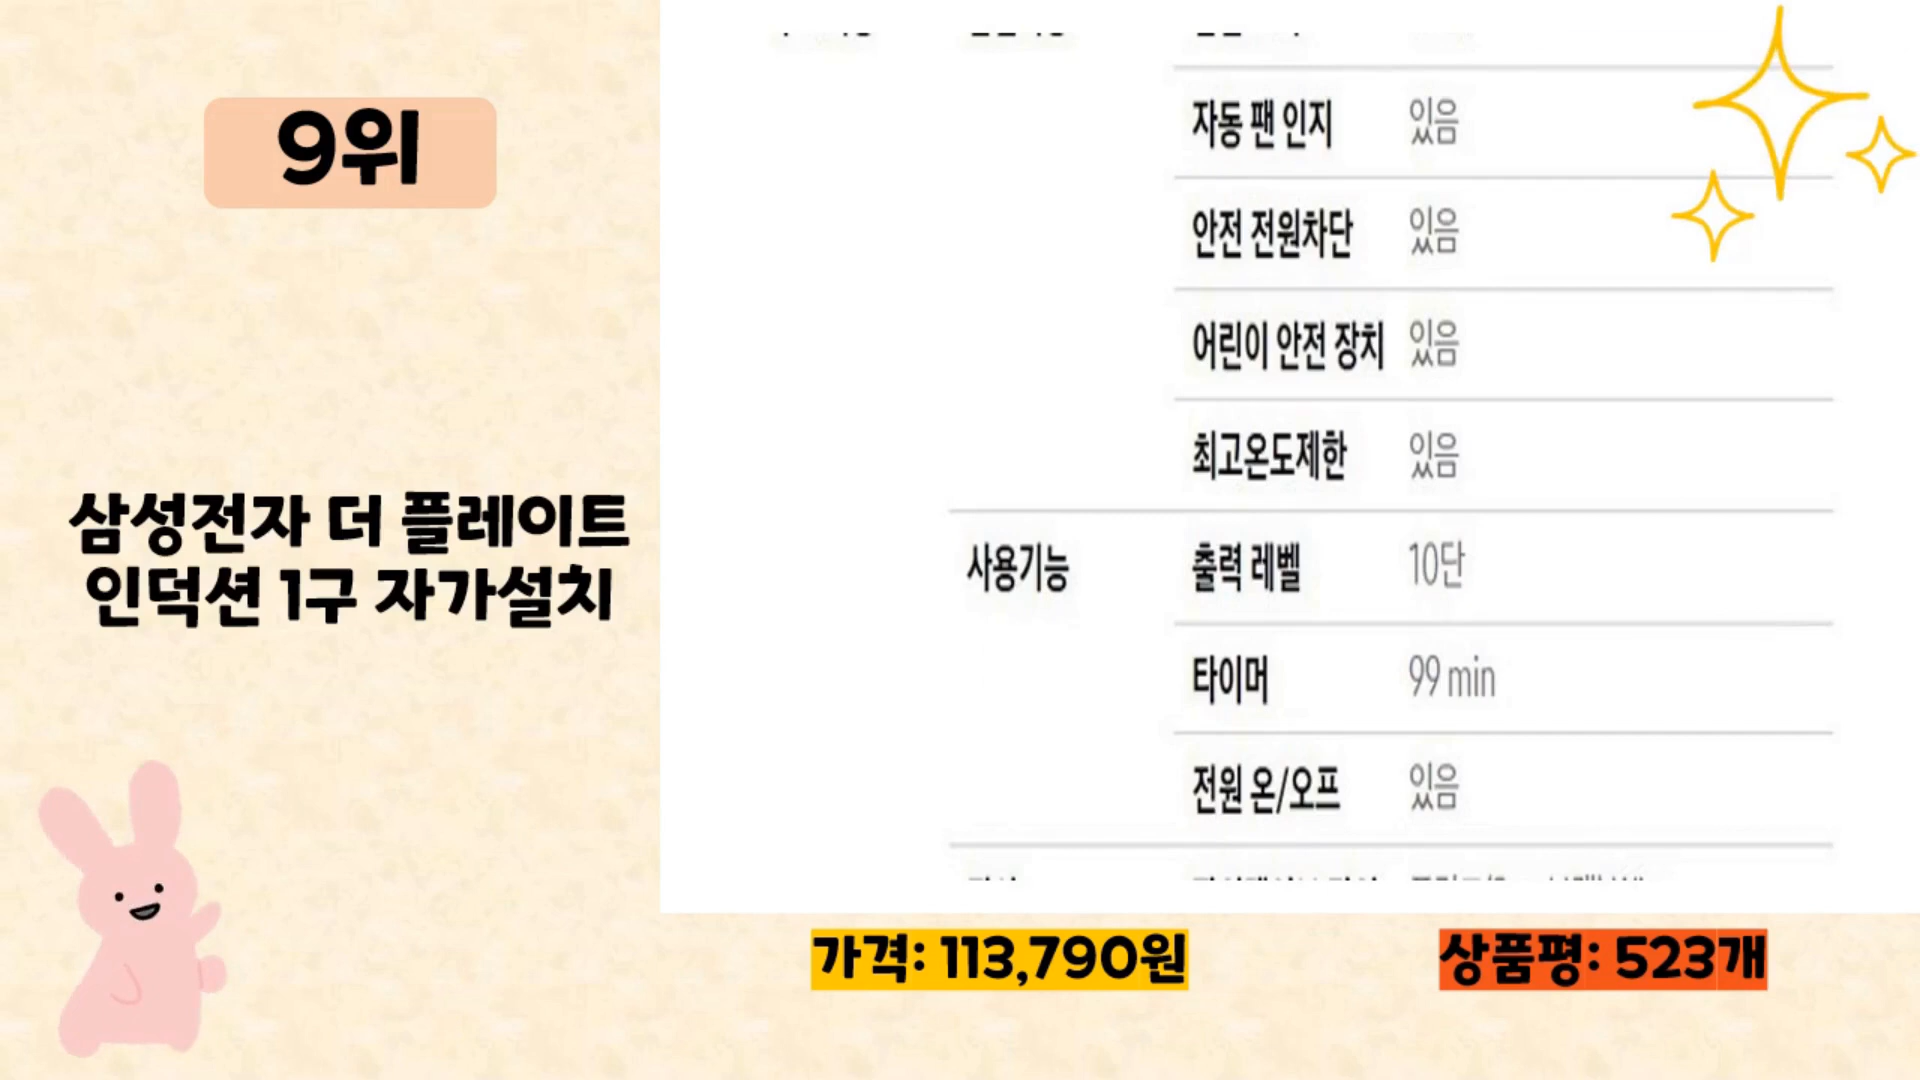 9위
삼성전자 더 플레이트
인덕션 1구 자가설치
자동 팬 인지 있음
안전 전원차단 있음
어린이 안전 장치 있음
최고온도제한 있음
사용기능 출력 레벨 10단
타이머 99 min
전원 온/오프 있음
가격: 113,790원
상품평: 523개